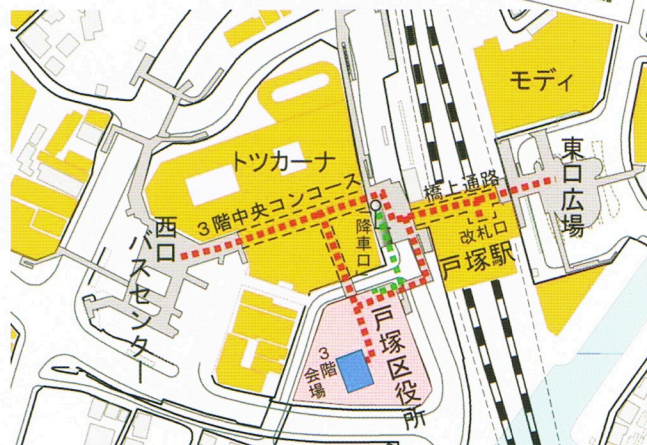 モディ
トツカーナ
東口広場
橋上通路
3階中央コンコース
降車口
改札口
戸塚駅
西口
バスセンター
戸塚区役所
3階
会場